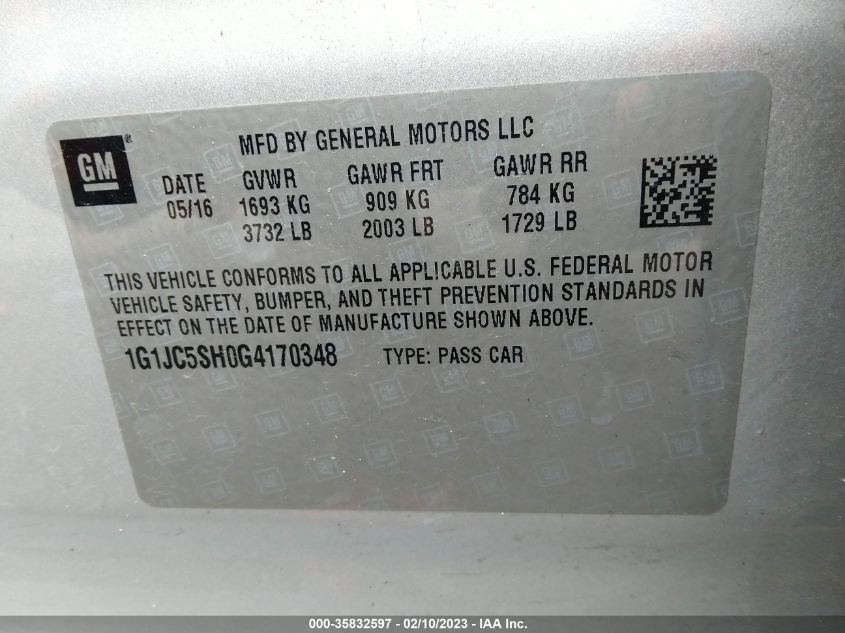 GM®
MFD BY GENERAL MOTORS LLC
DATE GVWR GAWR FRT GAWR RR
05/16 1693 KG 909 KG 784 KG
3732 LB 2003 LB 1729 LB
THIS VEHICLE CONFORMS TO ALL APPLICABLE U.S. FEDERAL MOTOR
VEHICLE SAFETY, BUMPER, AND THEFT PREVENTION STANDARDS IN
EFFECT ON THE DATE OF MANUFACTURE SHOWN ABOVE.
1G1JC5SH0G4170348 TYPE: PASS CAR
000-35832597 - 02/10/2023 - IAA Inc.